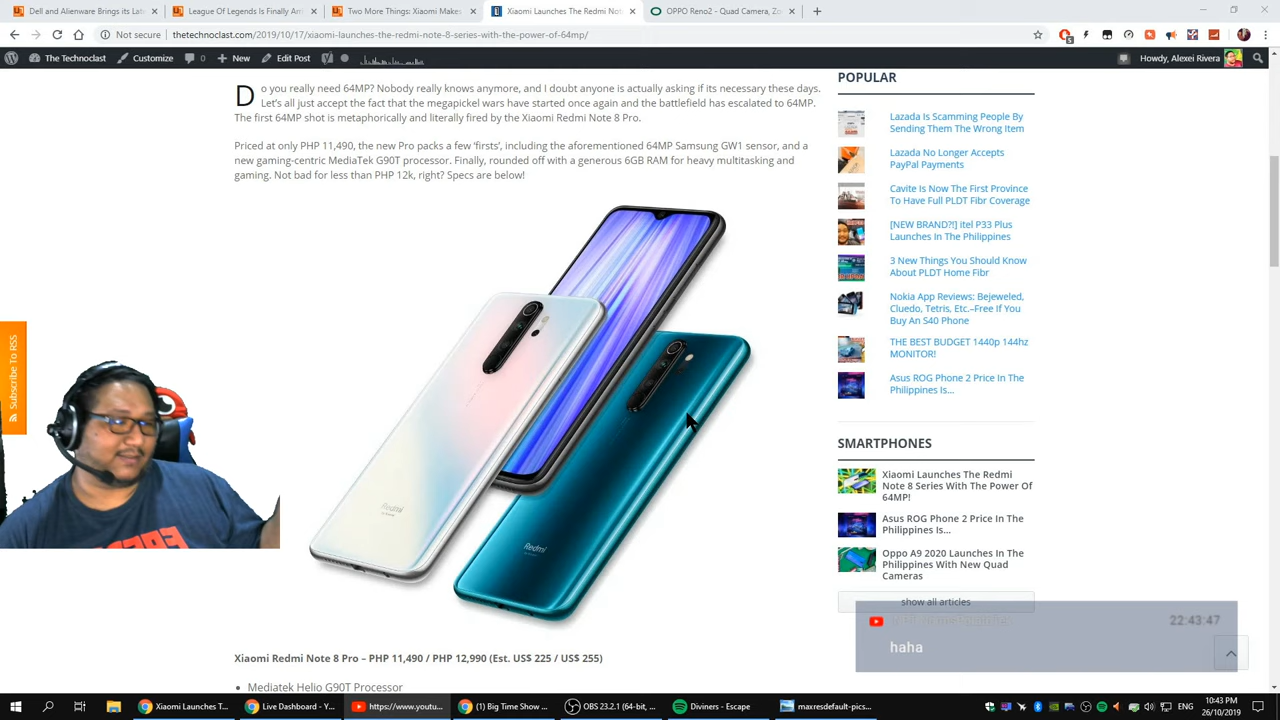 Dell and Alienware Brings its Late
League Of Legends Is Finally An
Two More Things: Xiaomi Makes
Xiaomi Launches The Redmi Not
OPPO Reno2 - Quad Camera, Zo
Not secure
thetechnoclast.com/2019/10/17/xiaomi-launches-the-redmi-note-8-series-with-the-power-of-64mp/
The Technoclast
Customize
0
New
Edit Post
Howdy, Alexei Rivera
Do you really need 64MP? Nobody really knows anymore, and I doubt anyone is actually asking if its necessary these days.
Let's all just accept the fact that the megapickel wars have started once again and the battlefield has escalated to 64MP.
The first 64MP shot is metaphorically and literally fired by the Xiaomi Redmi Note 8 Pro.
Priced at only PHP 11,490, the new Pro packs a few 'firsts', including the aforementioned 64MP Samsung GW1 sensor, and a
new gaming-centric MediaTek G90T processor. Finally, rounded off with a generous 6GB RAM for heavy multitasking and
gaming. Not bad for less than PHP 12k, right? Specs are below!
Redmi
Redmi
Subscribe To RSS
Xiaomi Redmi Note 8 Pro – PHP 11,490 / PHP 12,990 (Est. US$ 225 / US$ 255)
Mediatek Helio G90T Processor
POPULAR
Lazada Is Scamming People By
Sending Them The Wrong Item
Lazada No Longer Accepts
PayPal Payments
Cavite Is Now The First Province
To Have Full PLDT Fibr Coverage
[NEW BRAND?!] itel P33 Plus
Launches In The Philippines
3 New Things You Should Know
About PLDT Home Fibr
Nokia App Reviews: Bejeweled,
Cluedo, Tetris, Etc.–Free If You
Buy An S40 Phone
THE BEST BUDGET 1440p 144hz
MONITOR!
Asus ROG Phone 2 Price In The
Philippines Is...
SMARTPHONES
Xiaomi Launches The Redmi
Note 8 Series With The Power Of
64MP!
Asus ROG Phone 2 Price In The
Philippines Is...
Oppo A9 2020 Launches In The
Philippines With New Quad
Cameras
show all articles
22:43:47
haha
Xiaomi Launches T...
Live Dashboard - Y...
https://www.youtu...
(1) Big Time Show ...
OBS 23.2.1 (64-bit, ...
Diviners - Escape
maxresdefault-pics...
ENG
10:43 PM
26/10/2019